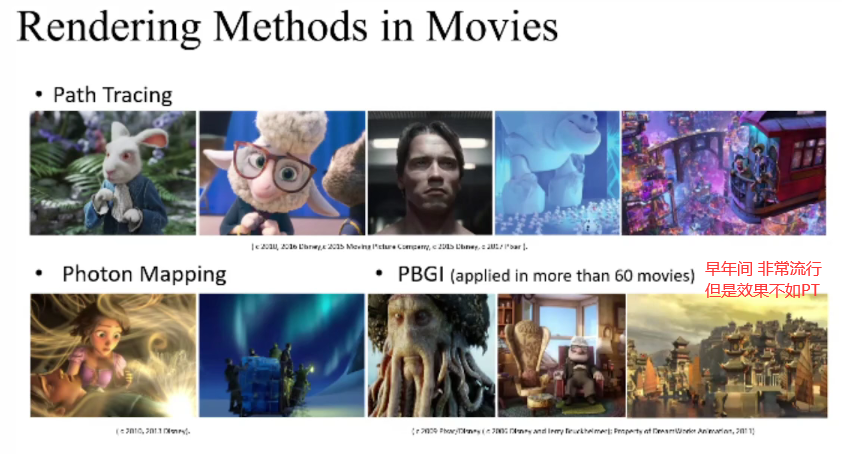 Rendering Methods in Movies
• Path Tracing
( c 2010, 2016 Disney,c 2015 Moving Picture Company, c 2015 Disney, c 2017 Pixar ).
• Photon Mapping
• PBGI (applied in more than 60 movies)
早年间 非常流行
但是效果不如PT
( c 2010, 2013 Disney).
( c 2009 Pixar/Disney ( c 2006 Disney and Jerry Bruckheimer); Property of DreamWorks Animation, 2011)